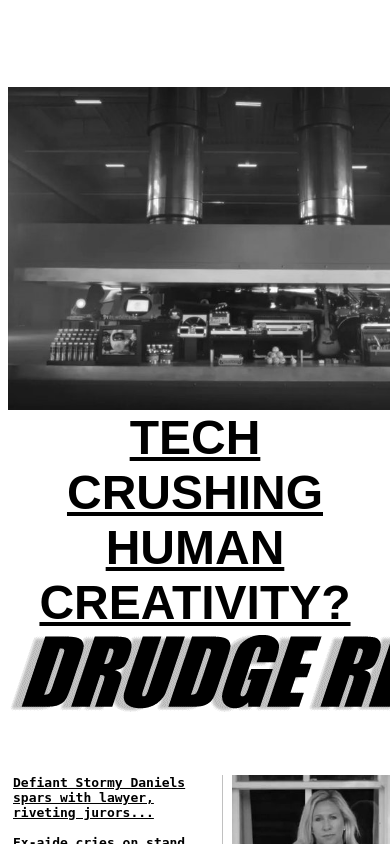 TECH
CRUSHING
HUMAN
CREATIVITY?
DRUDGE RE
Defiant Stormy Daniels
spars with lawyer,
riveting jurors...
Ex-aide cries on stand